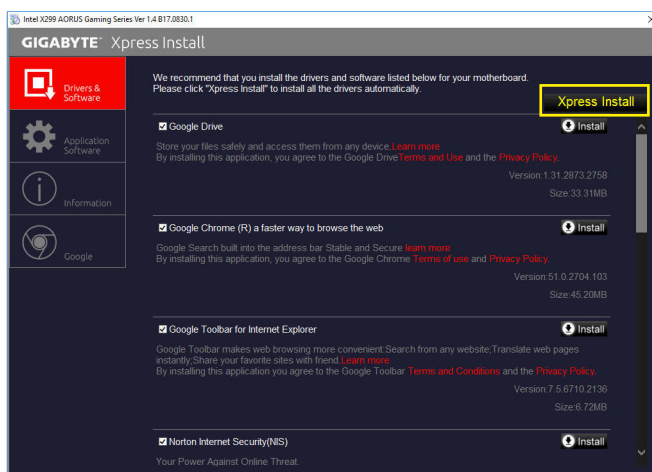 Intel X299 AORUS Gaming Series Ver 1.4 B17.0830.1
GIGABYTE™ Xpress Install
Drivers &
Software
Application
Software
Information
Google
We recommend that you install the drivers and software listed below for your motherboard.
Please click "Xpress Install" to install all the drivers automatically.
Xpress Install
Google Drive
Install
Store your files safely and access them from any device.Learn more
By installing this application, you agree to the Google DriveTerms and Use and the Privacy Policy.
Version:1.31.2873.2758
Size:33.31MB
Google Chrome (R) a faster way to browse the web
Install
Google Search built into the address bar Stable and Secure learn more
By installing this application, you agree to the Google Chrome Terms of use and Privacy Policy.
Version:51.0.2704.103
Size:45.20MB
Google Toolbar for Internet Explorer
Install
Google Toolbar makes web browsing more convenient:Search from any website;Translate web pages
instantly;Share your favorite sites with friend.Learn more
By installing this application you agree to the Google Toolbar Terms and Conditions and the Privacy Policy.
Version:7.5.6710.2136
Size:6.72MB
Norton Internet Security(NIS)
Install
Your Power Against Online Threat.